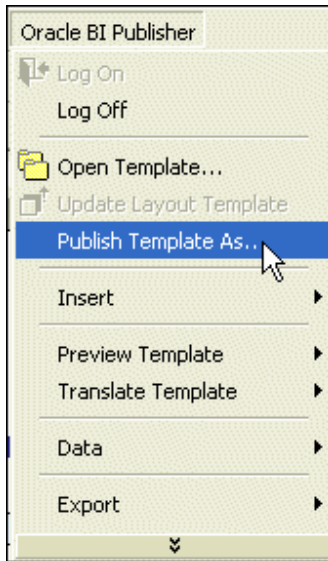 Oracle BI Publisher
Log On
Log Off
Open Template...
Update Layout Template
Publish Template As...
Insert
Preview Template
Translate Template
Data
Export